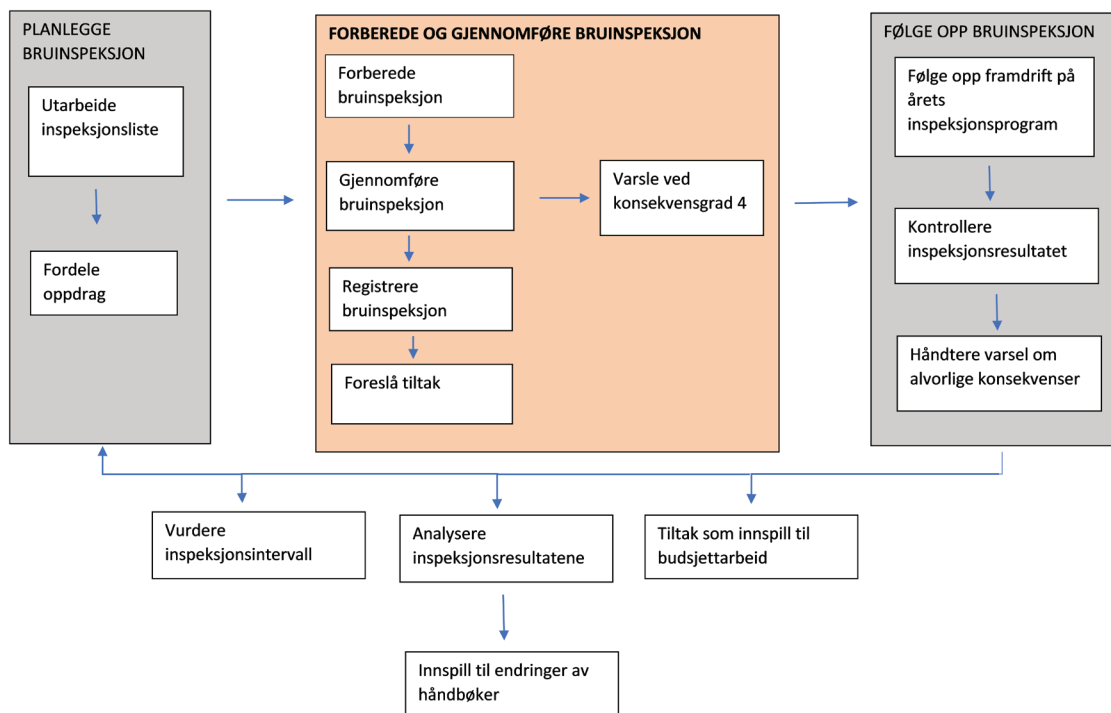 PLANLEGGE
BRUINSPEKSJON
Utarbeide
inspeksjonsliste
Fordele
oppdrag
FORBEREDE OG GJENNOMFØRE BRUINSPEKSJON
Forberede
bruinspeksjon
Gjennomføre
bruinspeksjon
Varsle ved
konsekvensgrad 4
Registrere
bruinspeksjon
Foreslå tiltak
FØLGE OPP BRUINSPEKSJON
Følge opp framdrift på
årets
inspeksjonsprogram
Kontrollere
inspeksjonsresultatet
Håndtere varsel om
alvorlige konsekvenser
Vurdere
inspeksjonsintervall
Analysere
inspeksjonsresultatene
Tiltak som innspill til
budsjettarbeid
Innspill til endringer av
håndbøker